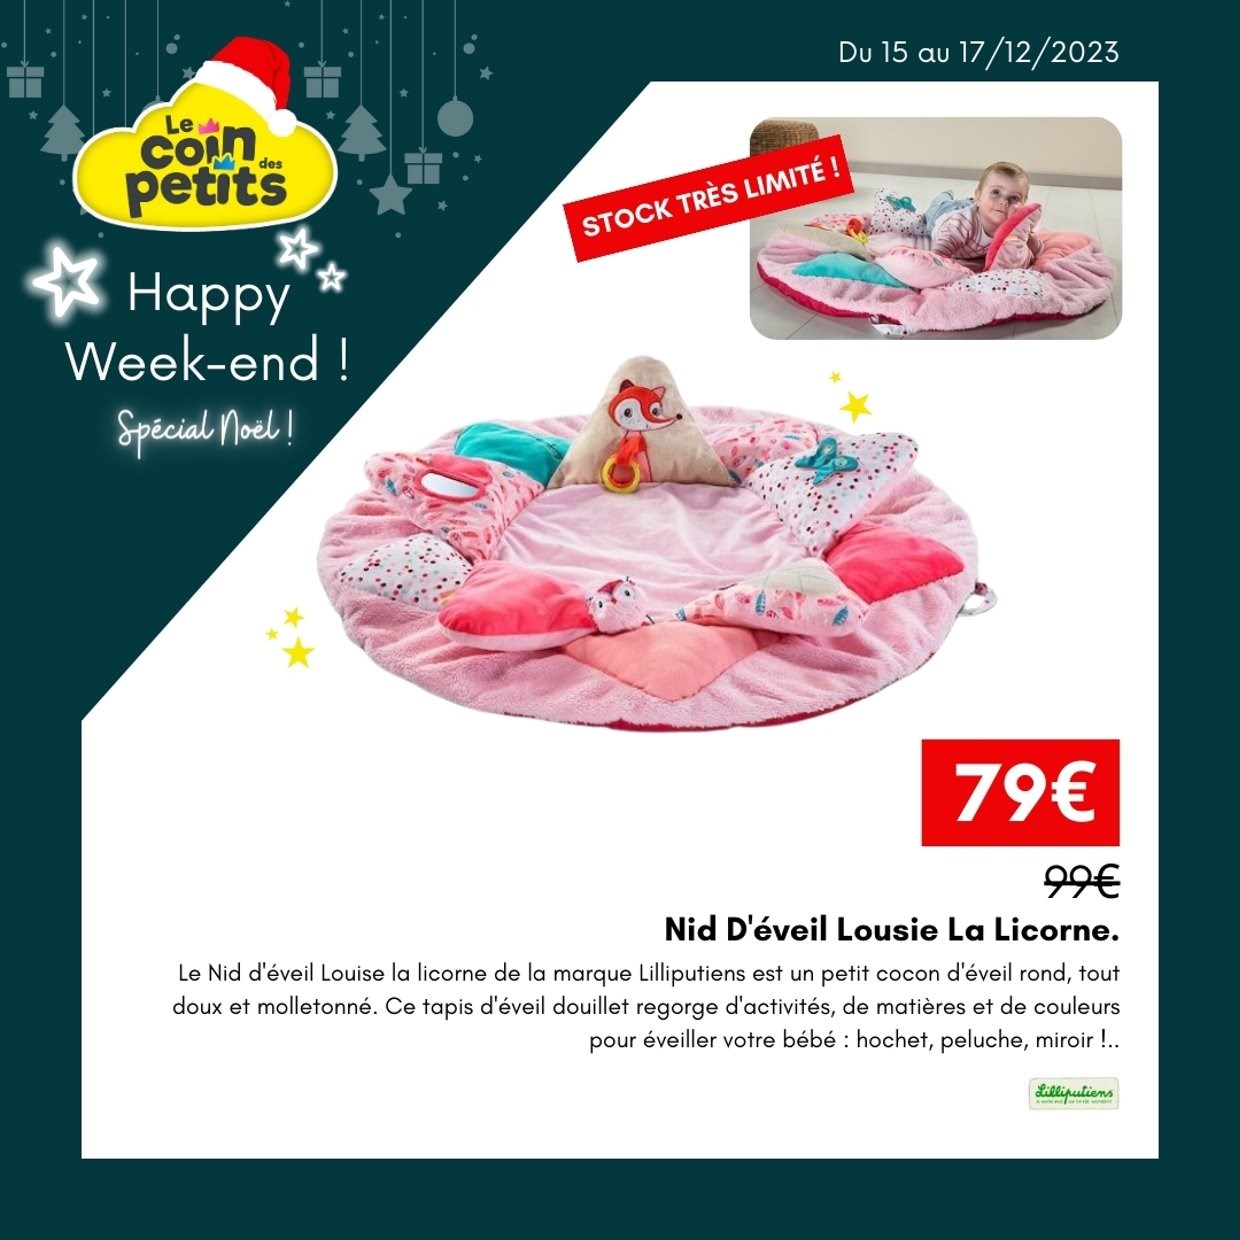 Du 15 au 17/12/2023
Le
coin
des
petits
STOCK TRÈS LIMITÉ !
Happy
Week-end !
Spécial Noël !
79€
99€
Nid D'éveil Lousie La Licorne.
Le Nid d'éveil Louise la licorne de la marque Lilliputiens est un petit cocon d'éveil rond, tout
doux et molletonné. Ce tapis d'éveil douillet regorge d'activités, de matières et de couleurs
pour éveiller votre bébé : hochet, peluche, miroir !..
Lilliputiens